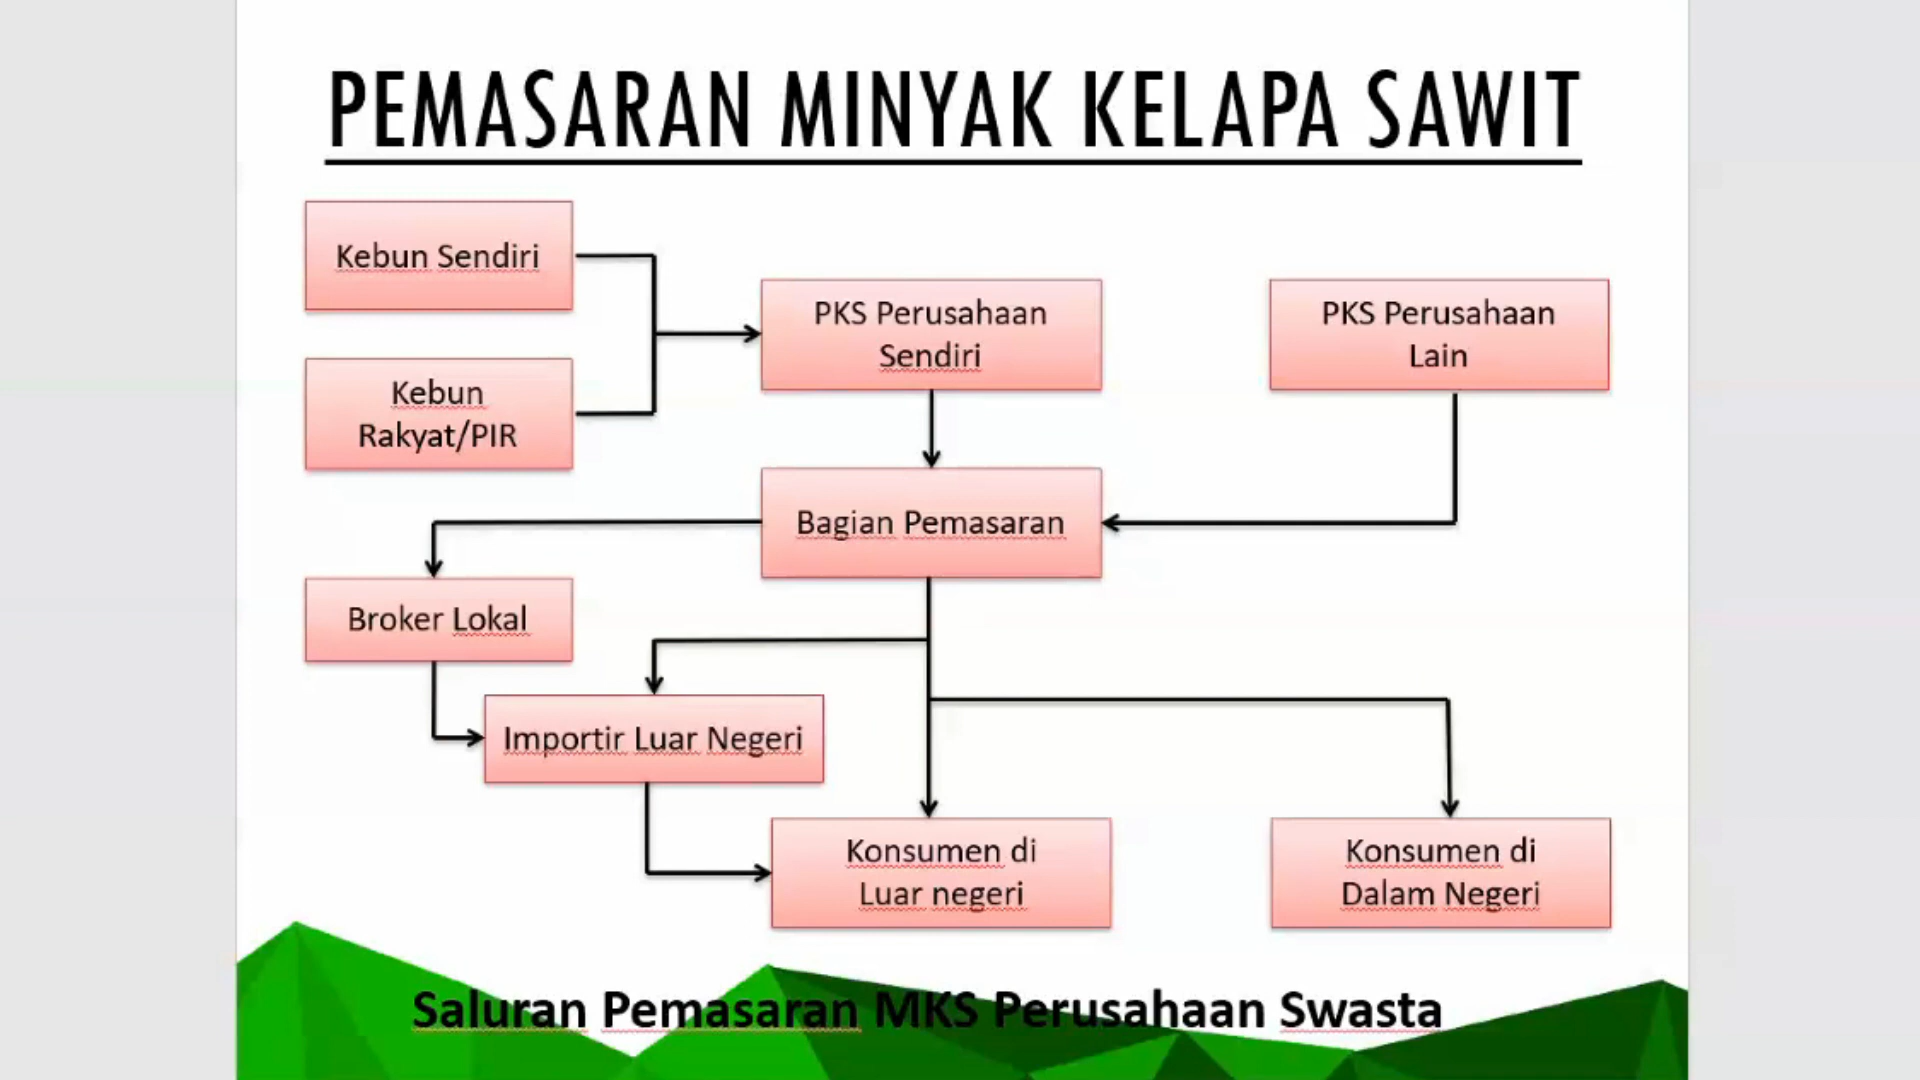 PEMASARAN MINYAK KELAPA SAWIT
Kebun Sendiri
PKS Perusahaan
Sendiri
PKS Perusahaan
Lain
Kebun
Rakyat/PIR
Bagian Pemasaran
Broker Lokal
Importir Luar Negeri
Konsumen di
Luar negeri
Konsumen di
Dalam Negeri
Saluran Pemasaran MKS Perusahaan Swasta